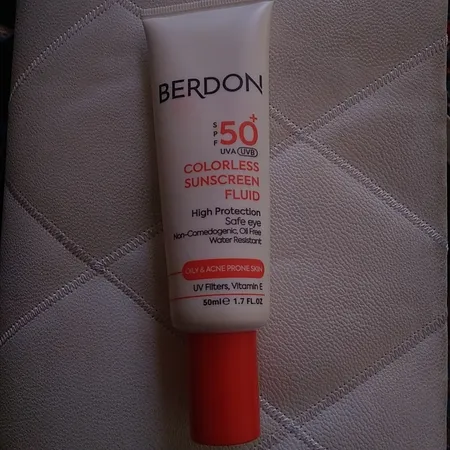 BERDON
SPF 50+
UVA UVB
COLORLESS
SUNSCREEN
FLUID
High Protection
Safe eye
Non-Comedogenic, Oil Free
Water Resistant
OILY & ACNE PRONE SKIN
UV Filters, Vitamin E
50ml℮ 1.7 FL.OZ